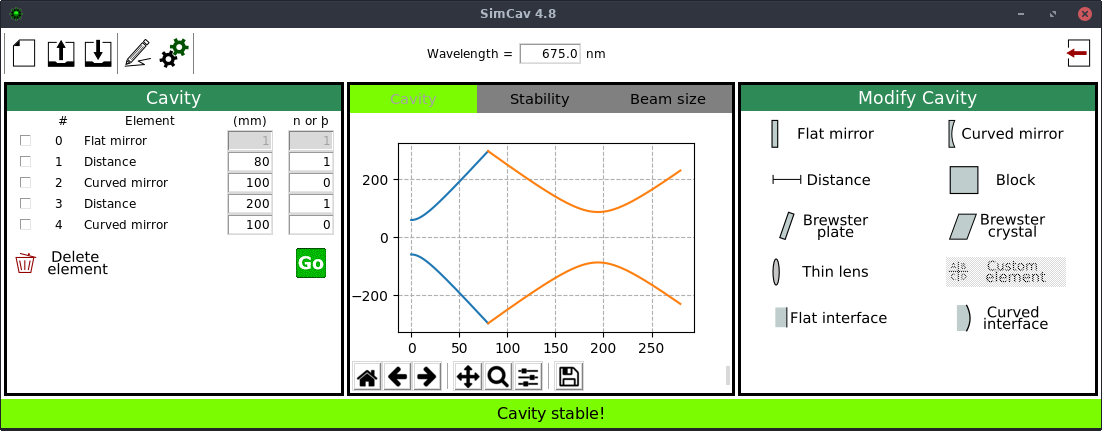 SimCav 4.8
Wavelength = 675.0 nm
Cavity
# Element (mm) n or þ
0 Flat mirror 1 1
1 Distance 80 1
2 Curved mirror 100 0
3 Distance 200 1
4 Curved mirror 100 0
Delete
element
Go
Cavity Stability Beam size
200
0
−200
0 50 100 150 200 250
Modify Cavity
Flat mirror Curved mirror
Distance Block
Brewster
plate
Brewster
crystal
Thin lens
A B
C D
Custom
element
Flat interface
Curved
interface
Cavity stable!